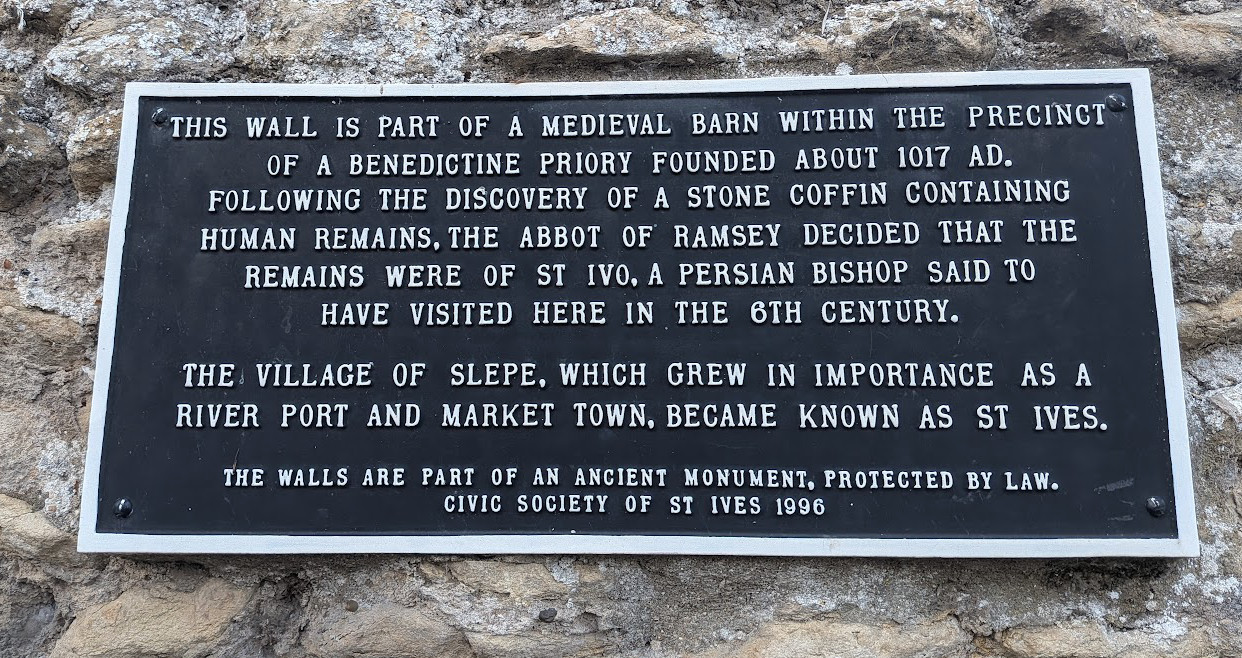 THIS WALL IS PART OF A MEDIEVAL BARN WITHIN THE PRECINCT
OF A BENEDICTINE PRIORY FOUNDED ABOUT 1017 AD.
FOLLOWING THE DISCOVERY OF A STONE COFFIN CONTAINING
HUMAN REMAINS, THE ABBOT OF RAMSEY DECIDED THAT THE
REMAINS WERE OF ST IVO, A PERSIAN BISHOP SAID TO
HAVE VISITED HERE IN THE 6TH CENTURY.
THE VILLAGE OF SLEPE, WHICH GREW IN IMPORTANCE AS A
RIVER PORT AND MARKET TOWN, BECAME KNOWN AS ST IVES.
THE WALLS ARE PART OF AN ANCIENT MONUMENT, PROTECTED BY LAW.
CIVIC SOCIETY OF ST IVES 1996